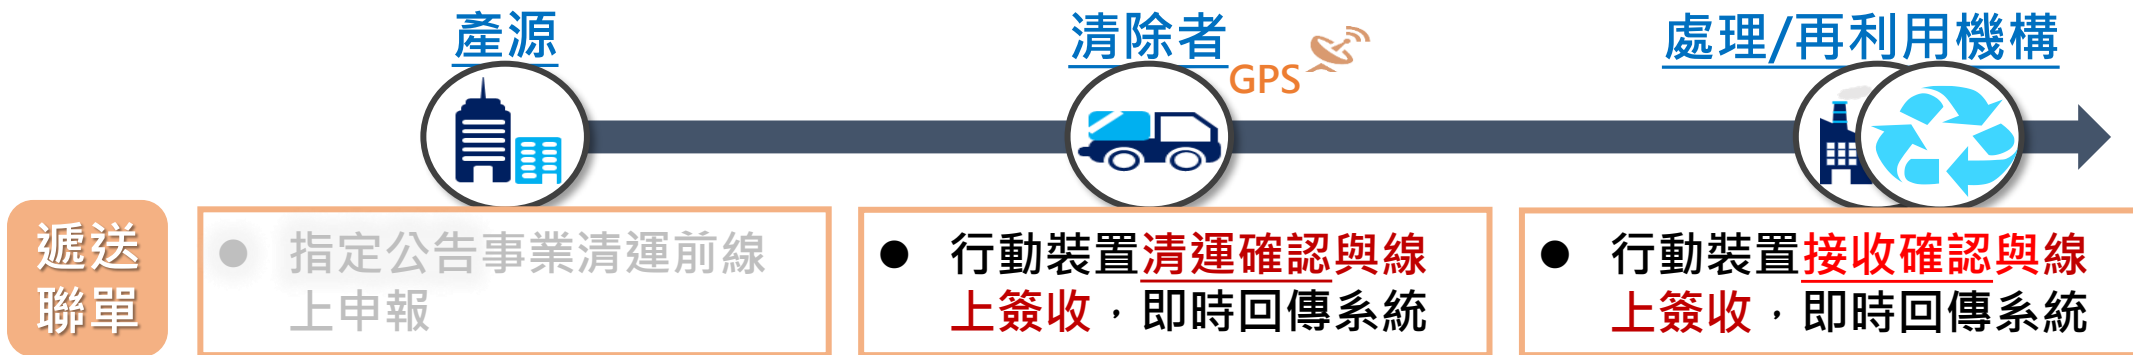 產源
清除者
GPS
處理/再利用機構
遞送
聯單
● 指定公告事業清運前線
上申報
● 行動裝置清運確認與線
上簽收，即時回傳系統
● 行動裝置接收確認與線
上簽收，即時回傳系統